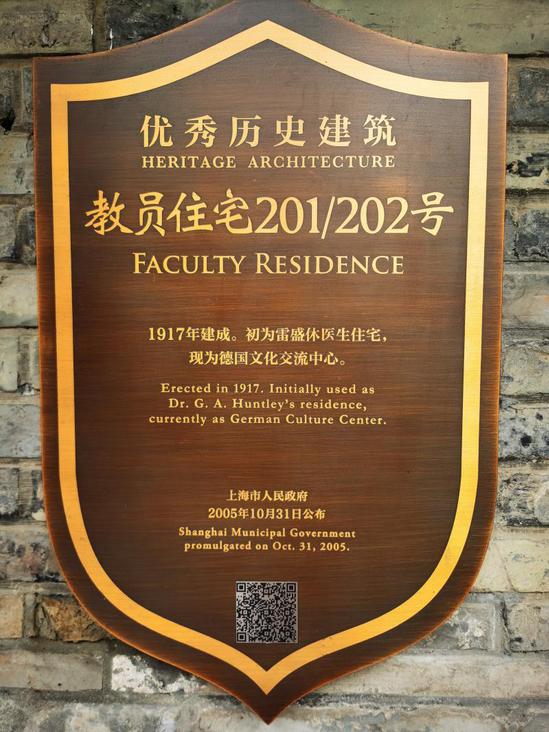 优秀历史建筑
HERITAGE ARCHITECTURE
教员住宅201/202号
FACULTY RESIDENCE
1917年建成。初为雷盛休医生住宅，
现为德国文化交流中心。
Erected in 1917. Initially used as
Dr. G. A. Huntley's residence,
currently as German Culture Center.
上海市人民政府
2005年10月31日公布
Shanghai Municipal Government
promulgated on Oct. 31, 2005.